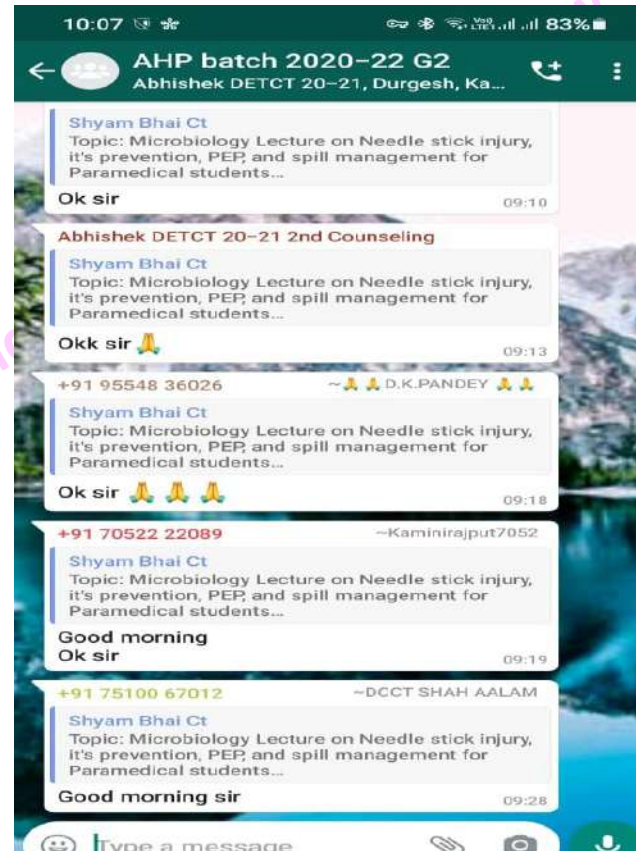 10:07 83%
AHP batch 2020-22 G2
Abhishek DETCT 20-21, Durgesh, Ka...
Shyam Bhai Ct
Topic: Microbiology Lecture on Needle stick injury,
it's prevention, PEP, and spill management for
Paramedical students...
Ok sir
09:10
Abhishek DETCT 20-21 2nd Counseling
Shyam Bhai Ct
Topic: Microbiology Lecture on Needle stick injury,
it's prevention, PEP, and spill management for
Paramedical students...
Okk sir 🙏
09:13
+91 95548 36026 ~🙏🙏D.K.PANDEY🙏🙏
Shyam Bhai Ct
Topic: Microbiology Lecture on Needle stick injury,
it's prevention, PEP, and spill management for
Paramedical students...
Ok sir 🙏🙏🙏
09:18
+91 70522 22089 ~Kaminirajput7052
Shyam Bhai Ct
Topic: Microbiology Lecture on Needle stick injury,
it's prevention, PEP, and spill management for
Paramedical students...
Good morning
Ok sir
09:19
+91 75100 67012 ~DCCT SHAH AALAM
Shyam Bhai Ct
Topic: Microbiology Lecture on Needle stick injury,
it's prevention, PEP, and spill management for
Paramedical students...
Good morning sir
09:28
Type a message